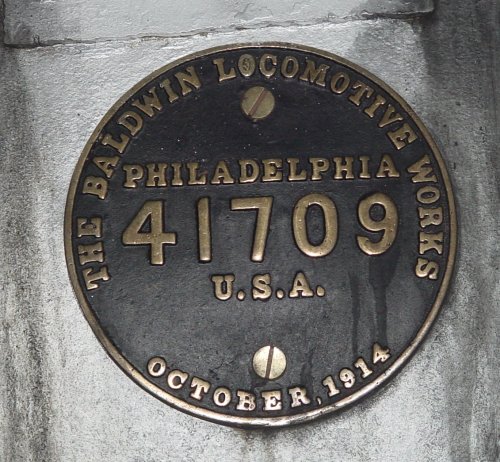 THE BALDWIN LOCOMOTIVE WORKS
PHILADELPHIA
41709
U.S.A.
OCTOBER, 1914